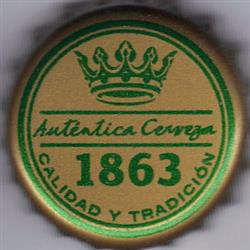 Auténtica Cerveza
1863
CALIDAD Y TRADICIÓN